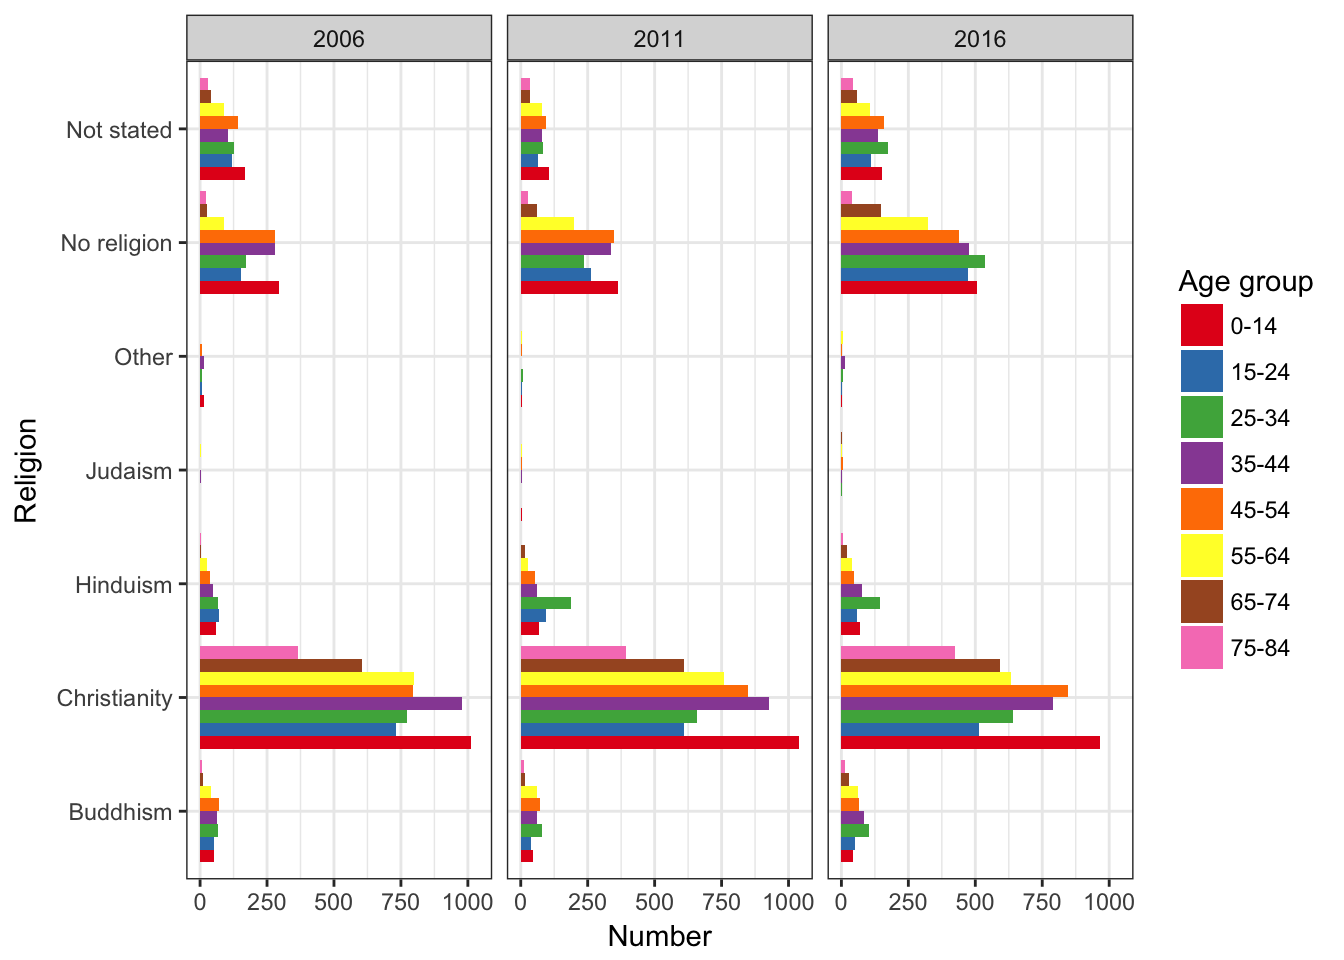 2006 2011 2016
Religion
Not stated
No religion
Other
Judaism
Hinduism
Christianity
Buddhism
0 250 500 750 1000 0 250 500 750 1000 0 250 500 750 1000
Number
Age group
0-14
15-24
25-34
35-44
45-54
55-64
65-74
75-84